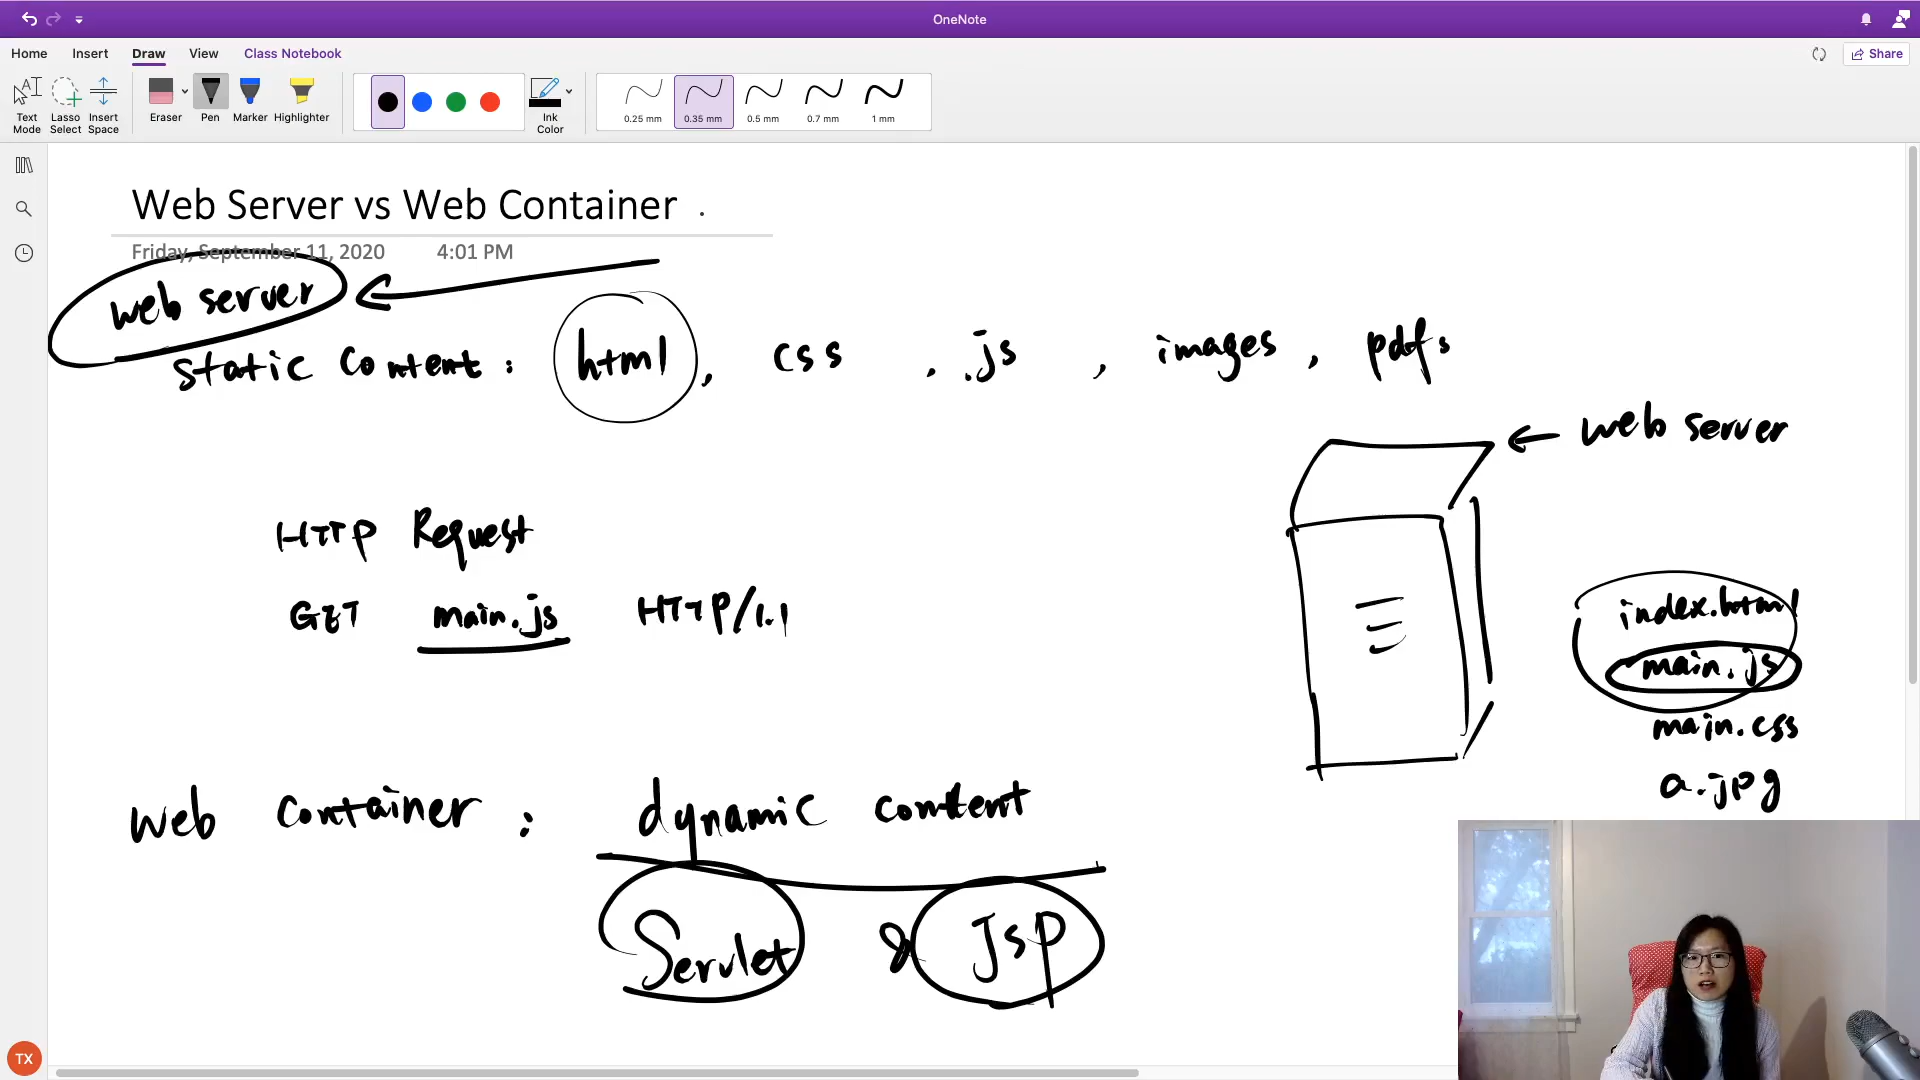 OneNote
Home Insert Draw View Class Notebook
Share
Text Mode
Lasso Select
Insert Space
Eraser
Pen
Marker
Highlighter
Ink Color
0.25 mm
0.35 mm
0.5 mm
0.7 mm
1 mm
Web Server vs Web Container .
Friday, September 11, 2020 4:01 PM
web server
static content : html, css , .js , images , pdfs
← web server
HTTP Request
GET main.js HTTP/1.1
index.html
main.js
main.css
a.jpg
web container : dynamic content
Servlet & JSP
TX